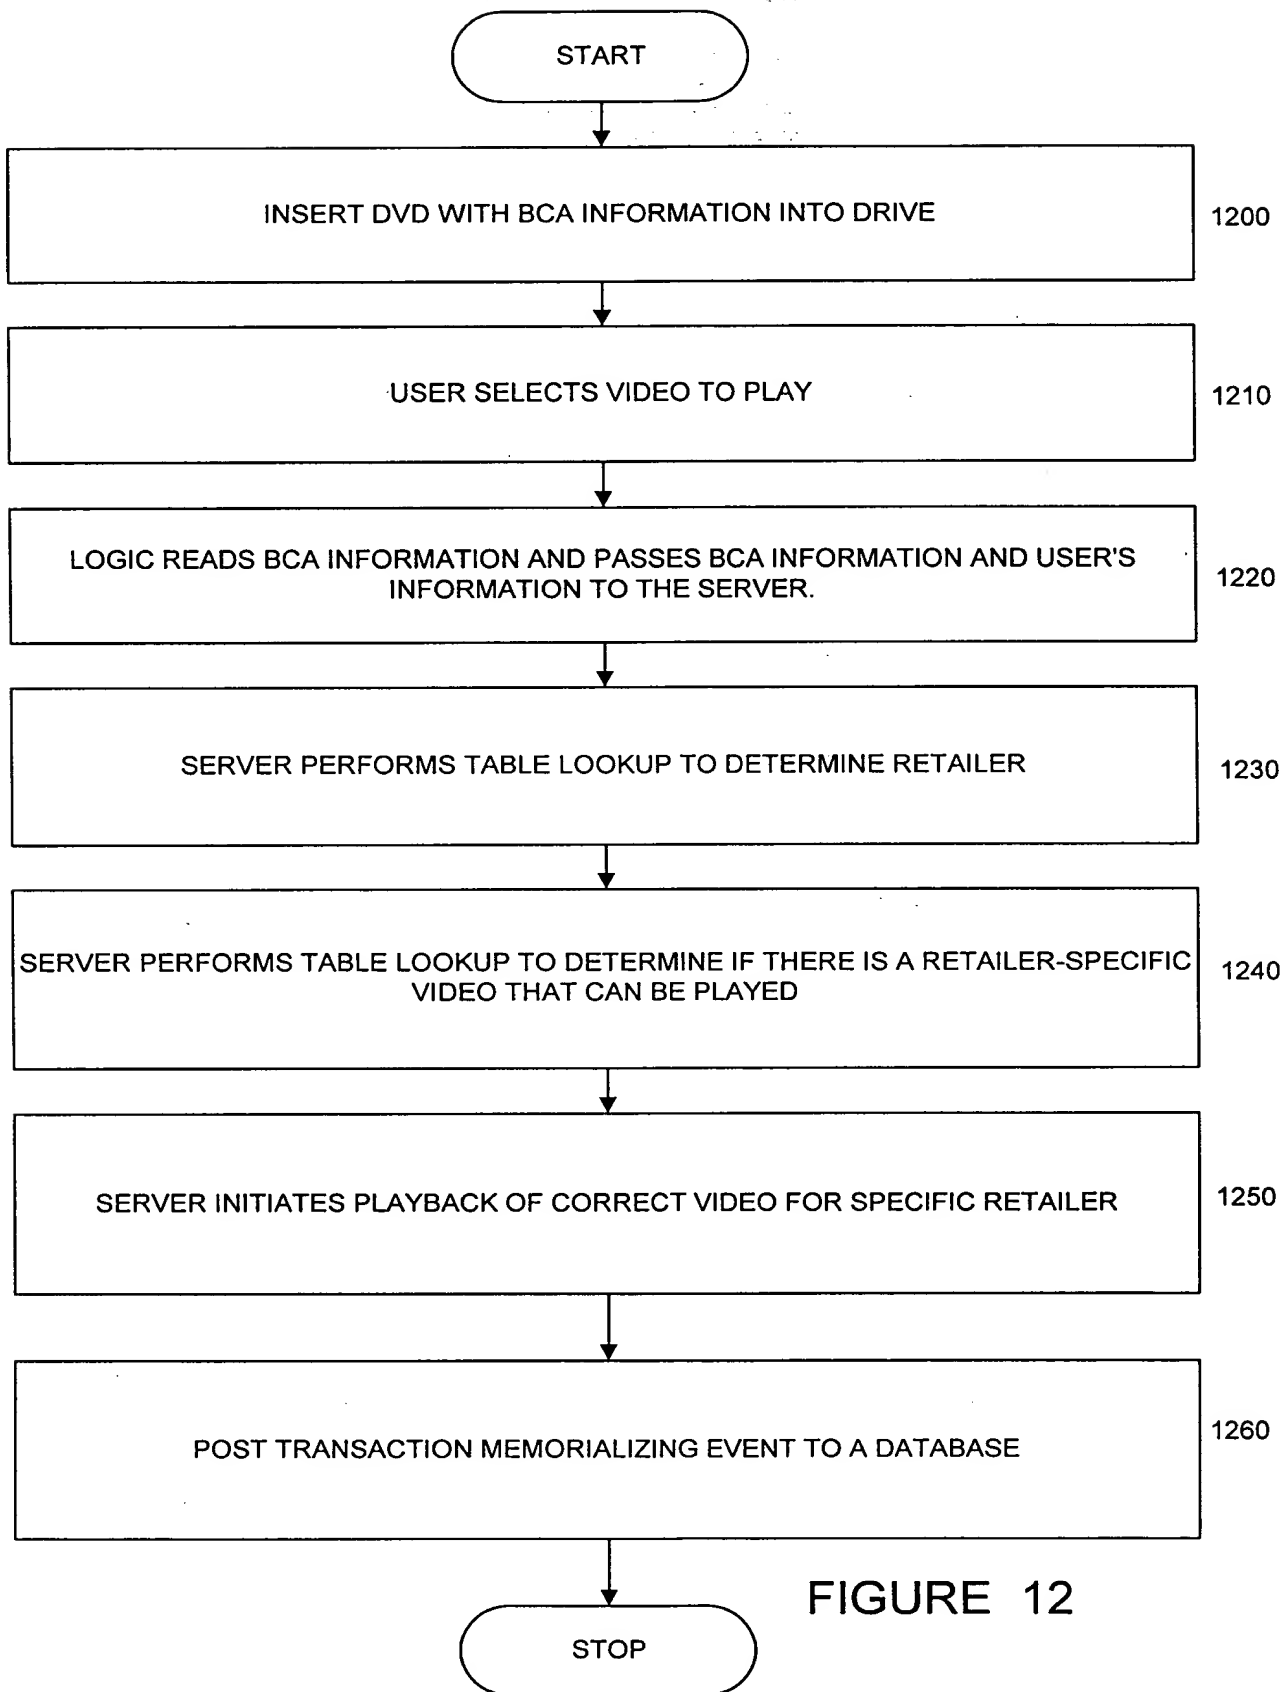 START
INSERT DVD WITH BCA INFORMATION INTO DRIVE
1200
USER SELECTS VIDEO TO PLAY
1210
LOGIC READS BCA INFORMATION AND PASSES BCA INFORMATION AND USER'S
INFORMATION TO THE SERVER.
1220
SERVER PERFORMS TABLE LOOKUP TO DETERMINE RETAILER
1230
SERVER PERFORMS TABLE LOOKUP TO DETERMINE IF THERE IS A RETAILER-SPECIFIC
VIDEO THAT CAN BE PLAYED
1240
SERVER INITIATES PLAYBACK OF CORRECT VIDEO FOR SPECIFIC RETAILER
1250
POST TRANSACTION MEMORIALIZING EVENT TO A DATABASE
1260
FIGURE 12
STOP